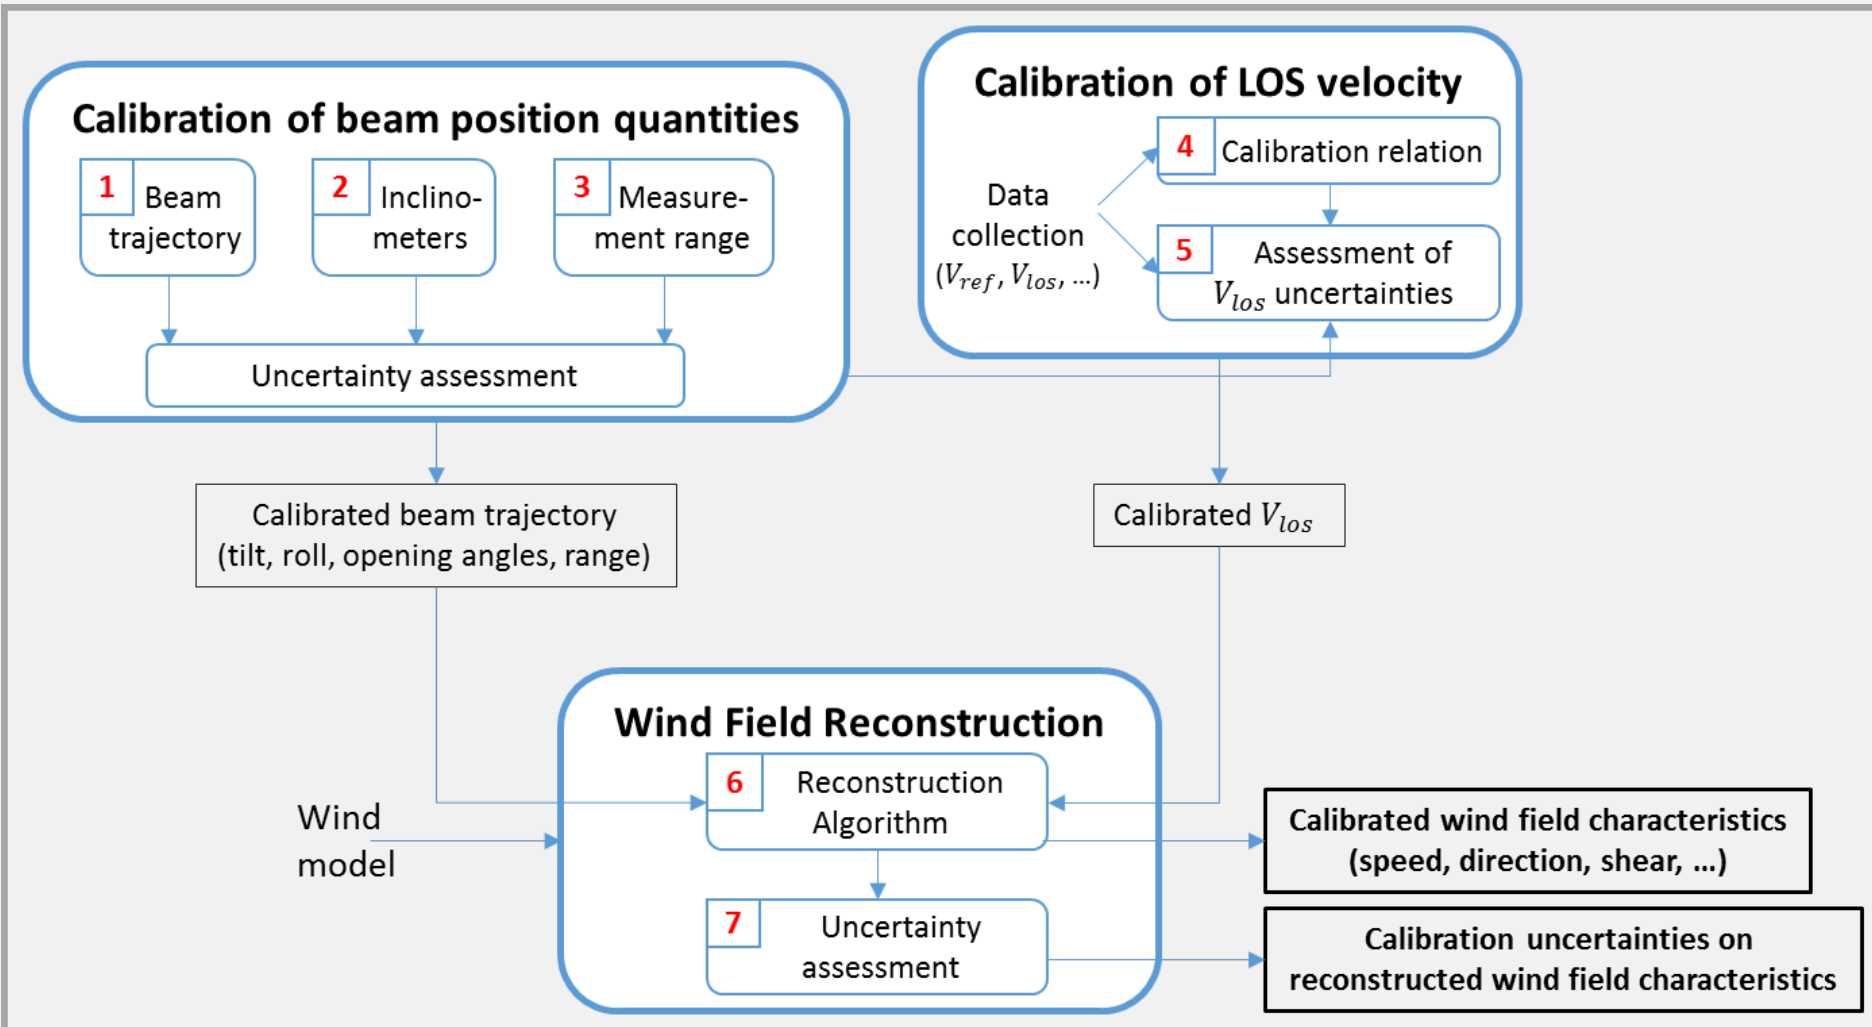 Calibration of beam position quantities
1 Beam
trajectory
2 Inclino-
meters
3 Measure-
ment range
Uncertainty assessment
Calibration of LOS velocity
Data
collection
(V_ref, V_los, ...)
4 Calibration relation
5 Assessment of
V_los uncertainties
Calibrated beam trajectory
(tilt, roll, opening angles, range)
Calibrated V_los
Wind
model
Wind Field Reconstruction
6 Reconstruction
Algorithm
7 Uncertainty
assessment
Calibrated wind field characteristics
(speed, direction, shear, ...)
Calibration uncertainties on
reconstructed wind field characteristics